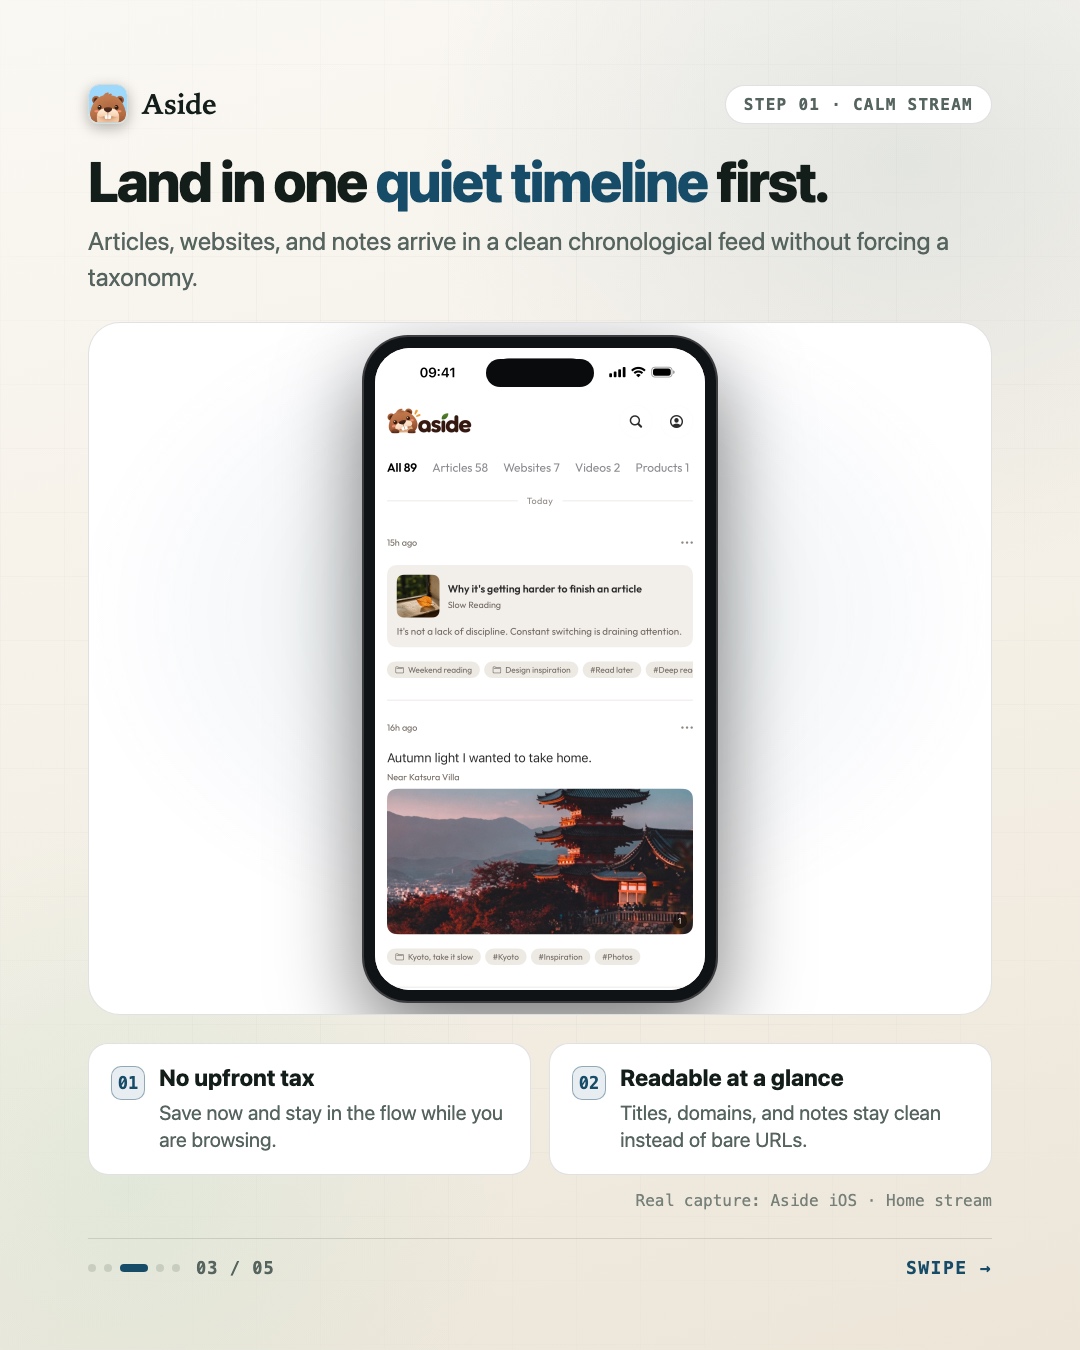 Aside
STEP 01 · CALM STREAM
Land in one quiet timeline first.
Articles, websites, and notes arrive in a clean chronological feed without forcing a
taxonomy.
09:41
aside
All 89 Articles 58 Websites 7 Videos 2 Products 1
Today
15h ago
Why it's getting harder to finish an article
Slow Reading
It's not a lack of discipline. Constant switching is draining attention.
Weekend reading Design inspiration #Read later #Deep rea
16h ago
Autumn light I wanted to take home.
Near Katsura Villa
1
Kyoto, take it slow #Kyoto #Inspiration #Photos
01 No upfront tax
Save now and stay in the flow while you
are browsing.
02 Readable at a glance
Titles, domains, and notes stay clean
instead of bare URLs.
Real capture: Aside iOS · Home stream
03 / 05
SWIPE →